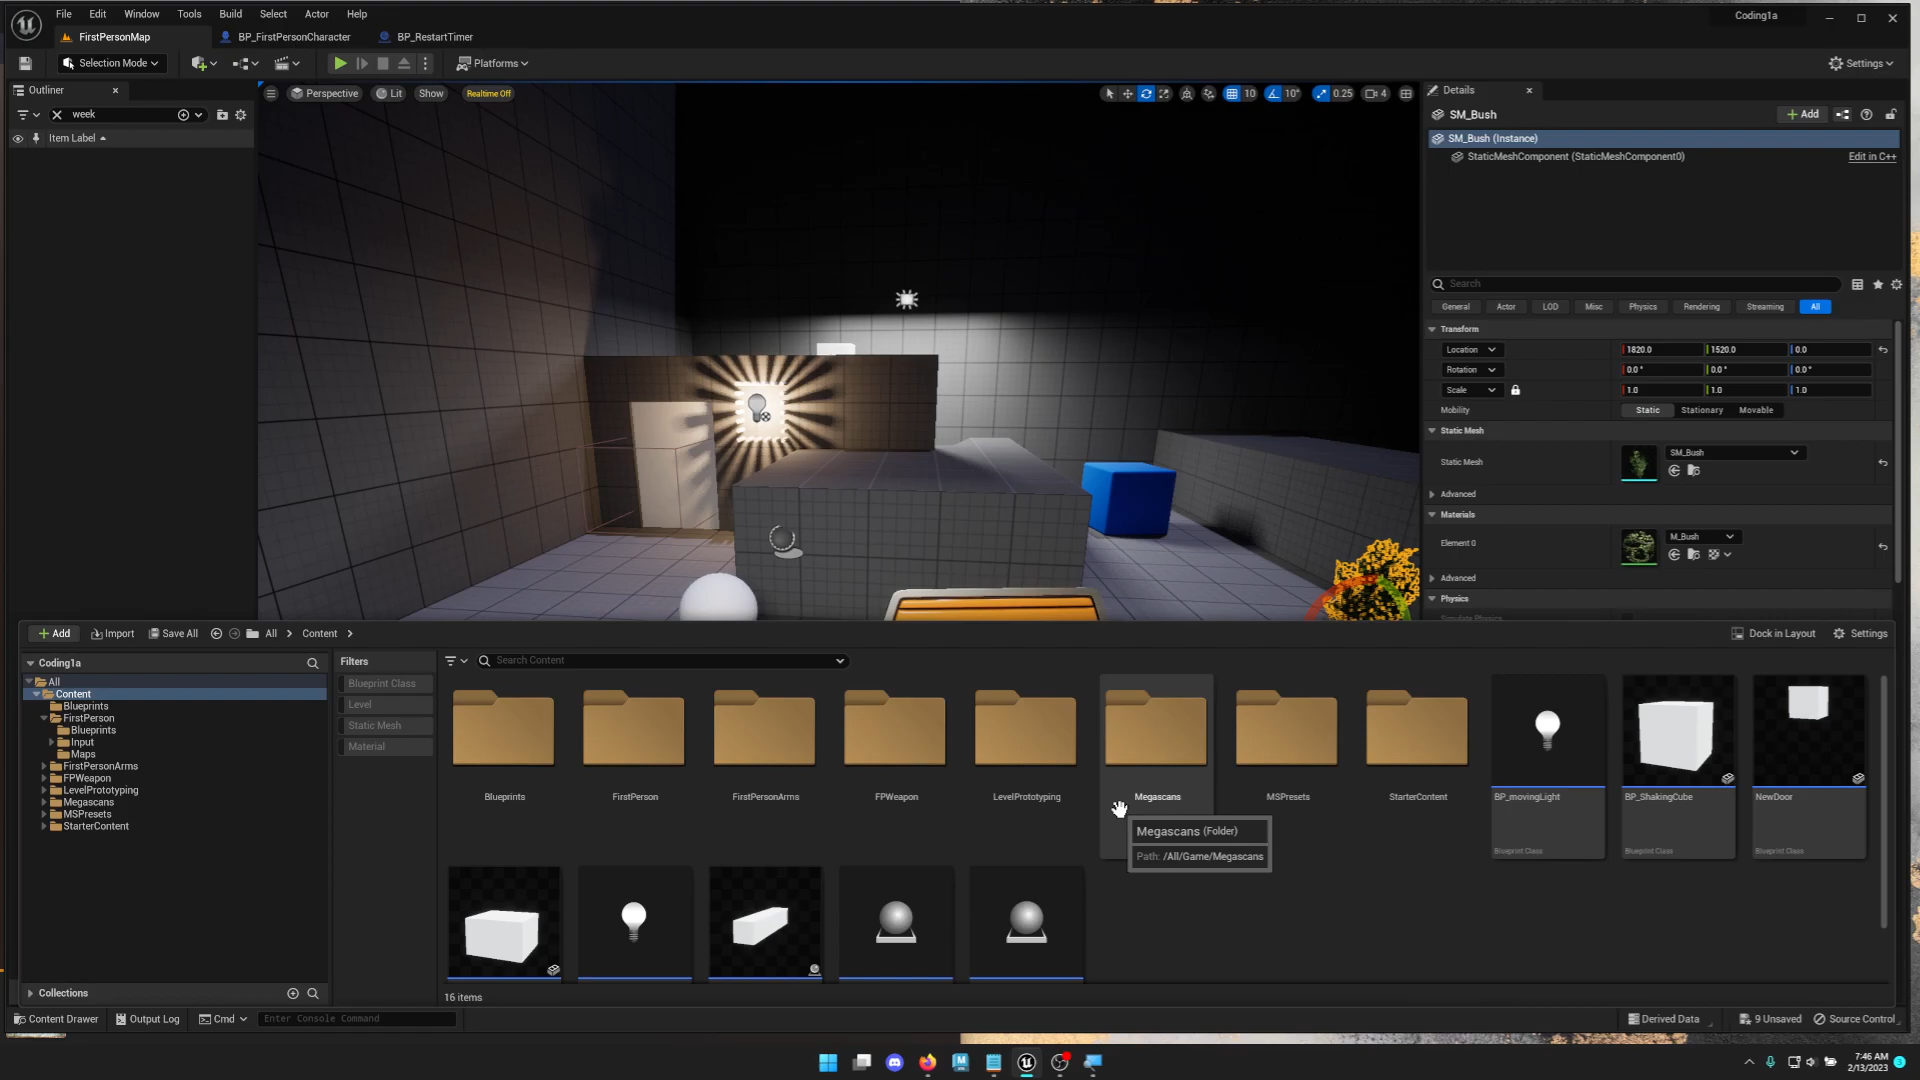 File Edit Window Tools Build Select Actor Help
Coding1a
FirstPersonMap BP_FirstPersonCharacter BP_RestartTimer
Selection Mode Platforms Settings
Outliner
week
Item Label
Perspective Lit Show Realtime Off
10 10° 0.25 4
Details
SM_Bush
Add
SM_Bush (Instance)
StaticMeshComponent (StaticMeshComponent0) Edit in C++
Search
General Actor LOD Misc Physics Rendering Streaming All
Transform
Location 1820.0 1520.0 0.0
Rotation 0.0° 0.0° 0.0°
Scale 1.0 1.0 1.0
Mobility Static Stationary Movable
Static Mesh
Static Mesh SM_Bush
Advanced
Materials
Element 0 M_Bush
Advanced
Physics
Simulate Physics
Add Import Save All All Content
Dock in Layout Settings
Coding1a
All
Content
Blueprints
FirstPerson
Blueprints
Input
Maps
FirstPersonArms
FPWeapon
LevelPrototyping
Megascans
MSPresets
StarterContent
Collections
Filters
Blueprint Class
Level
Static Mesh
Material
Search Content
Blueprints FirstPerson FirstPersonArms FPWeapon LevelPrototyping Megascans MSPresets StarterContent BP_movingLight BP_ShakingCube NewDoor
Blueprint Class Blueprint Class Blueprint Class
Megascans (Folder)
Path: /All/Game/Megascans
16 items
Content Drawer Output Log Cmd Enter Console Command
Derived Data 9 Unsaved Source Control
7:46 AM
2/13/2023
3